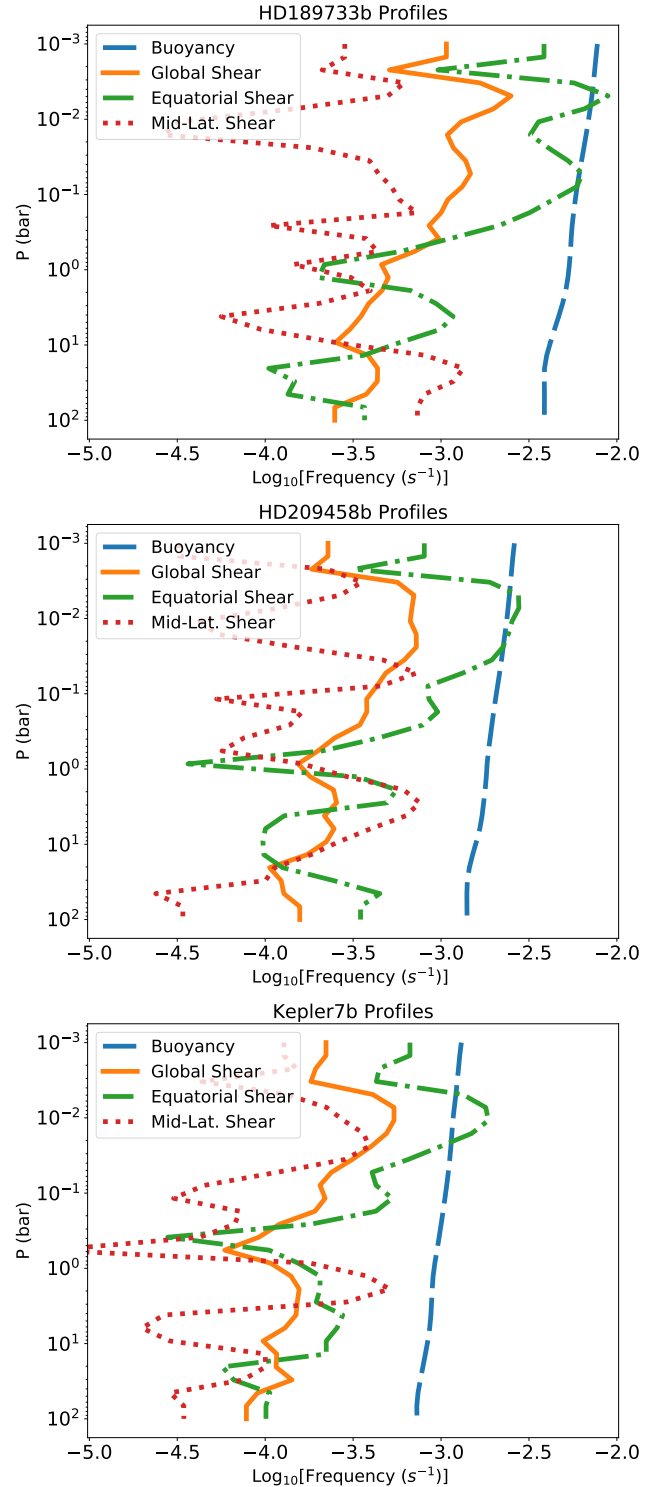 HD189733b Profiles
Buoyancy
Global Shear
Equatorial Shear
Mid-Lat. Shear
10⁻³
10⁻²
10⁻¹
10⁰
10¹
10²
P (bar)
−5.0 −4.5 −4.0 −3.5 −3.0 −2.5 −2.0
Log₁₀[Frequency (s⁻¹)]
HD209458b Profiles
Buoyancy
Global Shear
Equatorial Shear
Mid-Lat. Shear
10⁻³
10⁻²
10⁻¹
10⁰
10¹
10²
P (bar)
−5.0 −4.5 −4.0 −3.5 −3.0 −2.5 −2.0
Log₁₀[Frequency (s⁻¹)]
Kepler7b Profiles
Buoyancy
Global Shear
Equatorial Shear
Mid-Lat. Shear
10⁻³
10⁻²
10⁻¹
10⁰
10¹
10²
P (bar)
−5.0 −4.5 −4.0 −3.5 −3.0 −2.5 −2.0
Log₁₀[Frequency (s⁻¹)]